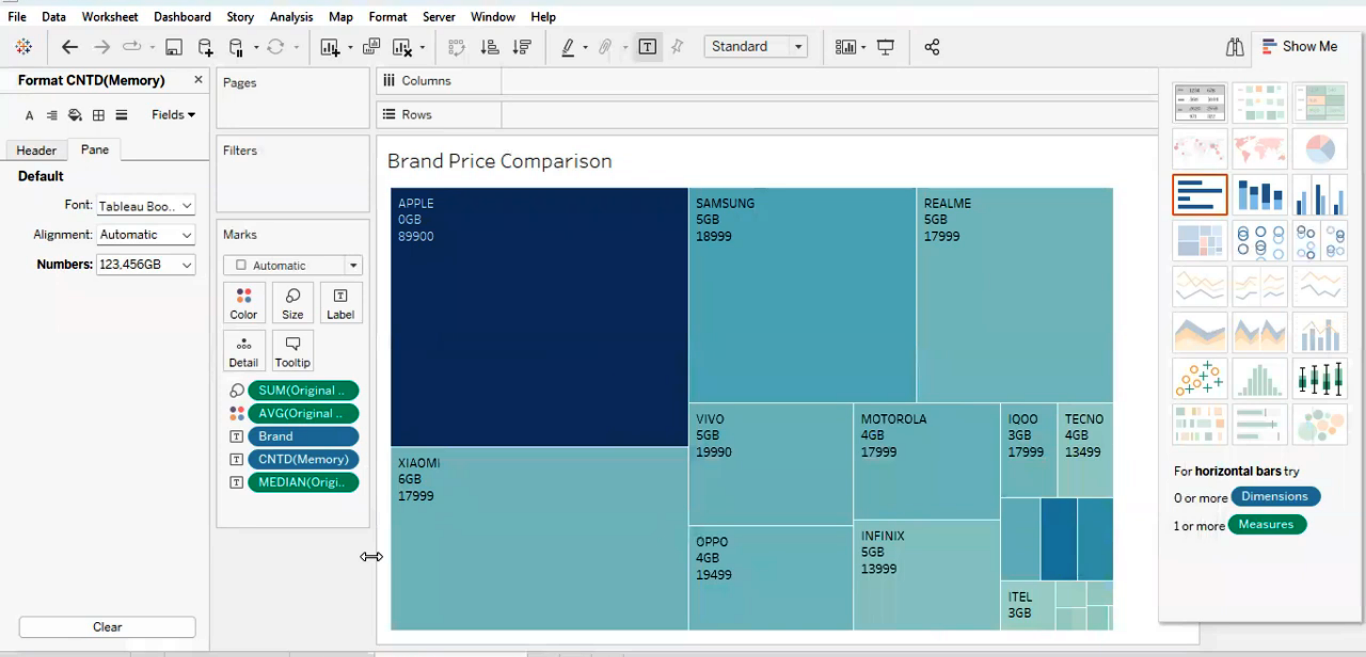 File Data Worksheet Dashboard Story Analysis Map Format Server Window Help
Standard
Show Me
Format CNTD(Memory)
Fields
Header Pane
Default
Font: Tableau Boo..
Alignment: Automatic
Numbers: 123,456GB
Clear
Pages
Filters
Marks
Automatic
Color Size Label
Detail Tooltip
SUM(Original ..
AVG(Original ..
Brand
CNTD(Memory)
MEDIAN(Origi..
Columns
Rows
Brand Price Comparison
APPLE
0GB
89900
SAMSUNG
5GB
18999
REALME
5GB
17999
XIAOMI
6GB
17999
VIVO
5GB
19990
MOTOROLA
4GB
17999
IQOO
3GB
17999
TECNO
4GB
13499
OPPO
4GB
19499
INFINIX
5GB
13999
ITEL
3GB
For horizontal bars try
0 or more Dimensions
1 or more Measures